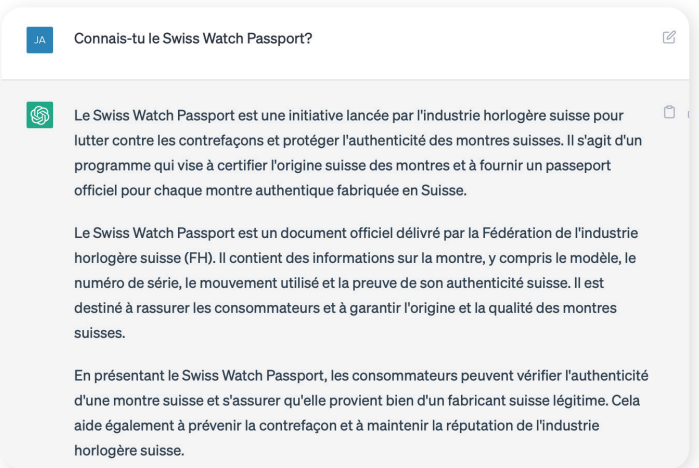 JA
Connais-tu le Swiss Watch Passport?
Le Swiss Watch Passport est une initiative lancée par l'industrie horlogère suisse pour
lutter contre les contrefaçons et protéger l'authenticité des montres suisses. Il s'agit d'un
programme qui vise à certifier l'origine suisse des montres et à fournir un passeport
officiel pour chaque montre authentique fabriquée en Suisse.
Le Swiss Watch Passport est un document officiel délivré par la Fédération de l'industrie
horlogère suisse (FH). Il contient des informations sur la montre, y compris le modèle, le
numéro de série, le mouvement utilisé et la preuve de son authenticité suisse. Il est
destiné à rassurer les consommateurs et à garantir l'origine et la qualité des montres
suisses.
En présentant le Swiss Watch Passport, les consommateurs peuvent vérifier l'authenticité
d'une montre suisse et s'assurer qu'elle provient bien d'un fabricant suisse légitime. Cela
aide également à prévenir la contrefaçon et à maintenir la réputation de l'industrie
horlogère suisse.